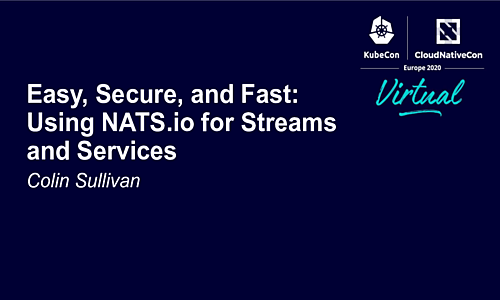 KubeCon
CloudNativeCon
Europe 2020
Virtual
Easy, Secure, and Fast:
Using NATS.io for Streams
and Services
Colin Sullivan